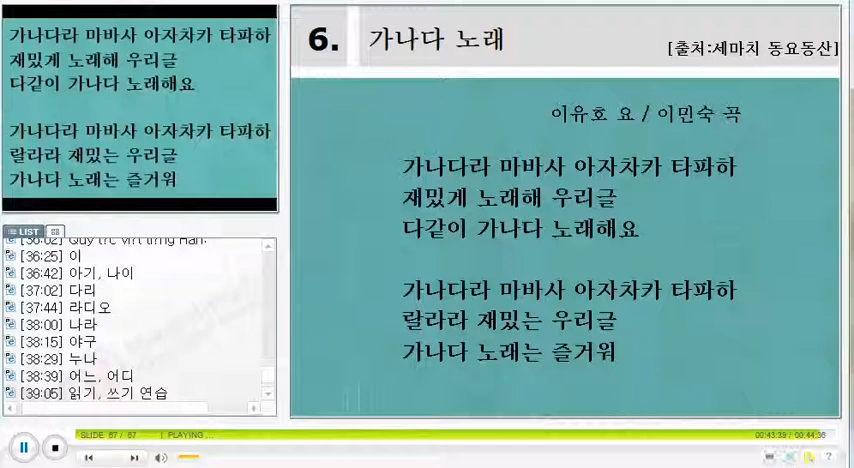 가나다라 마바사 아자차카 타파하
재밌게 노래해 우리글
다같이 가나다 노래해요
가나다라 마바사 아자차카 타파하
랄라라 재밌는 우리글
가나다 노래는 즐거워
LIST
[36:02]
[36:25] 이
[36:42] 아기, 나이
[37:02] 다리
[37:44] 라디오
[38:00] 나라
[38:15] 야구
[38:29] 누나
[38:39] 어느, 어디
[39:05] 읽기, 쓰기 연습
6. 가나다 노래
[출처:세마치 동요동산]
이유호 요 / 이민숙 곡
가나다라 마바사 아자차카 타파하
재밌게 노래해 우리글
다같이 가나다 노래해요
가나다라 마바사 아자차카 타파하
랄라라 재밌는 우리글
가나다 노래는 즐거워
SLIDE 67 / 67 | PLAYING...
00:43:39 / 00:44:36